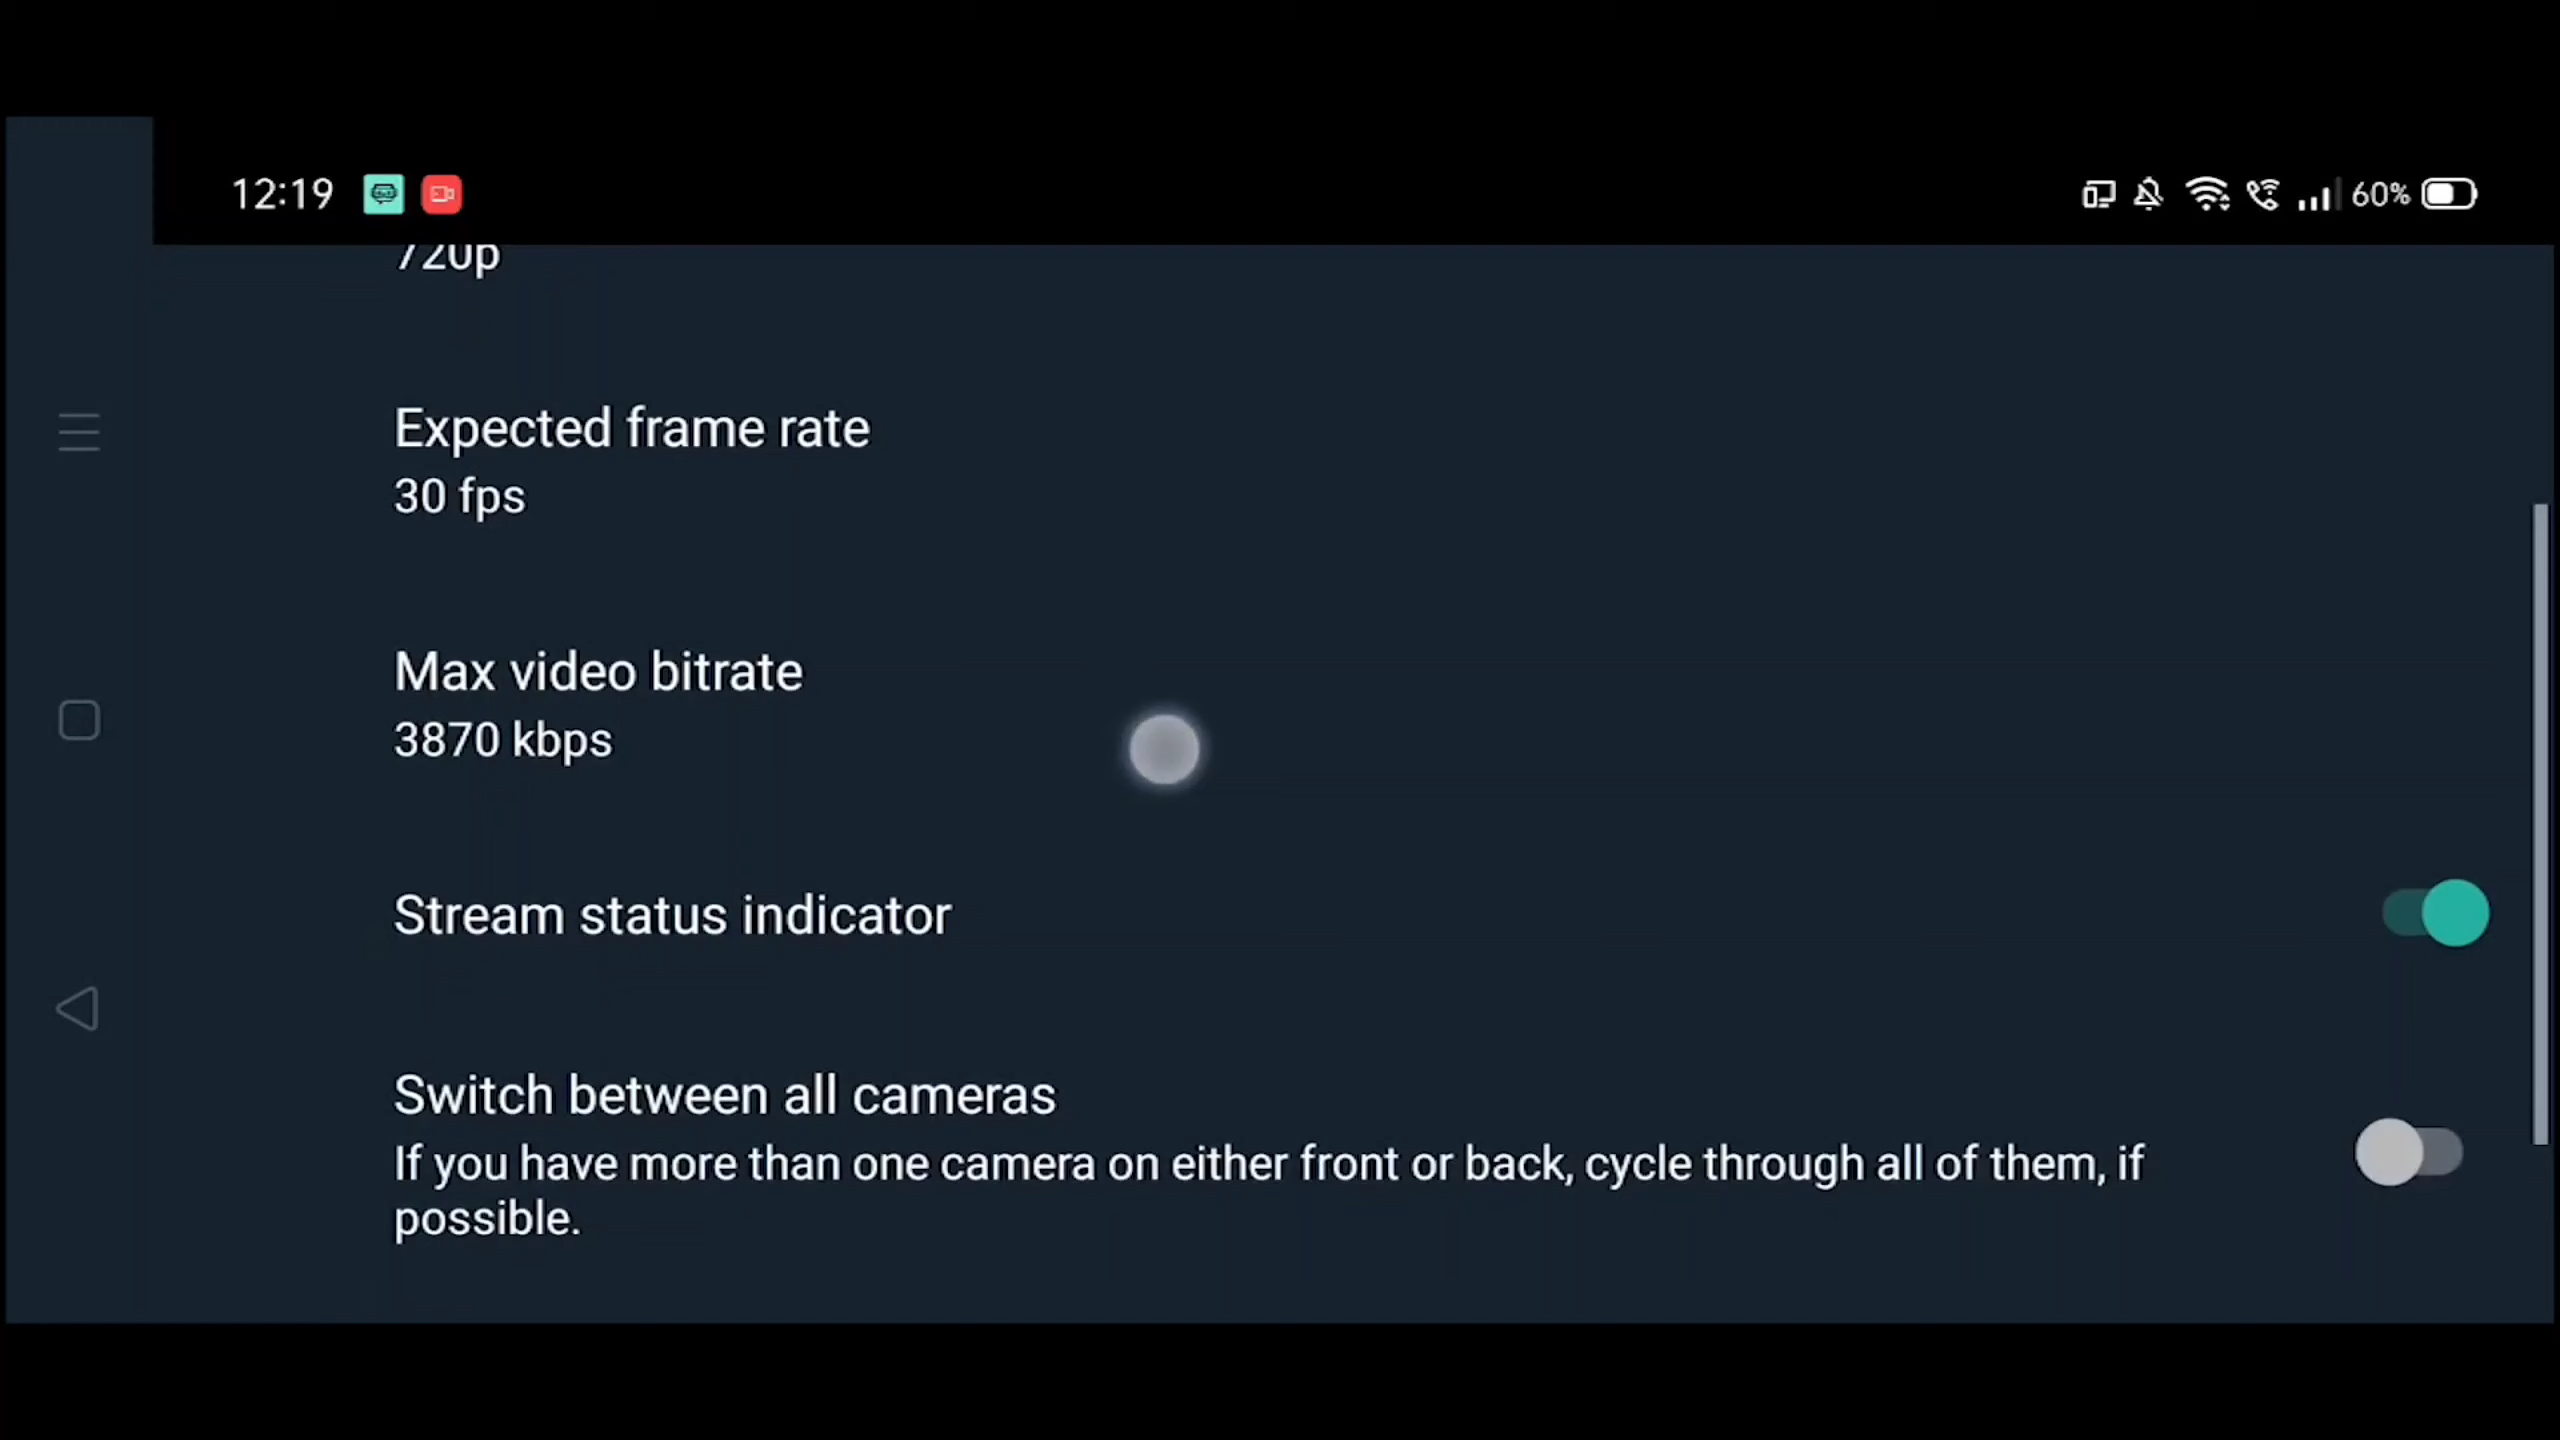 12:19
60%
720p
Expected frame rate
30 fps
Max video bitrate
3870 kbps
Stream status indicator
Switch between all cameras
If you have more than one camera on either front or back, cycle through all of them, if
possible.